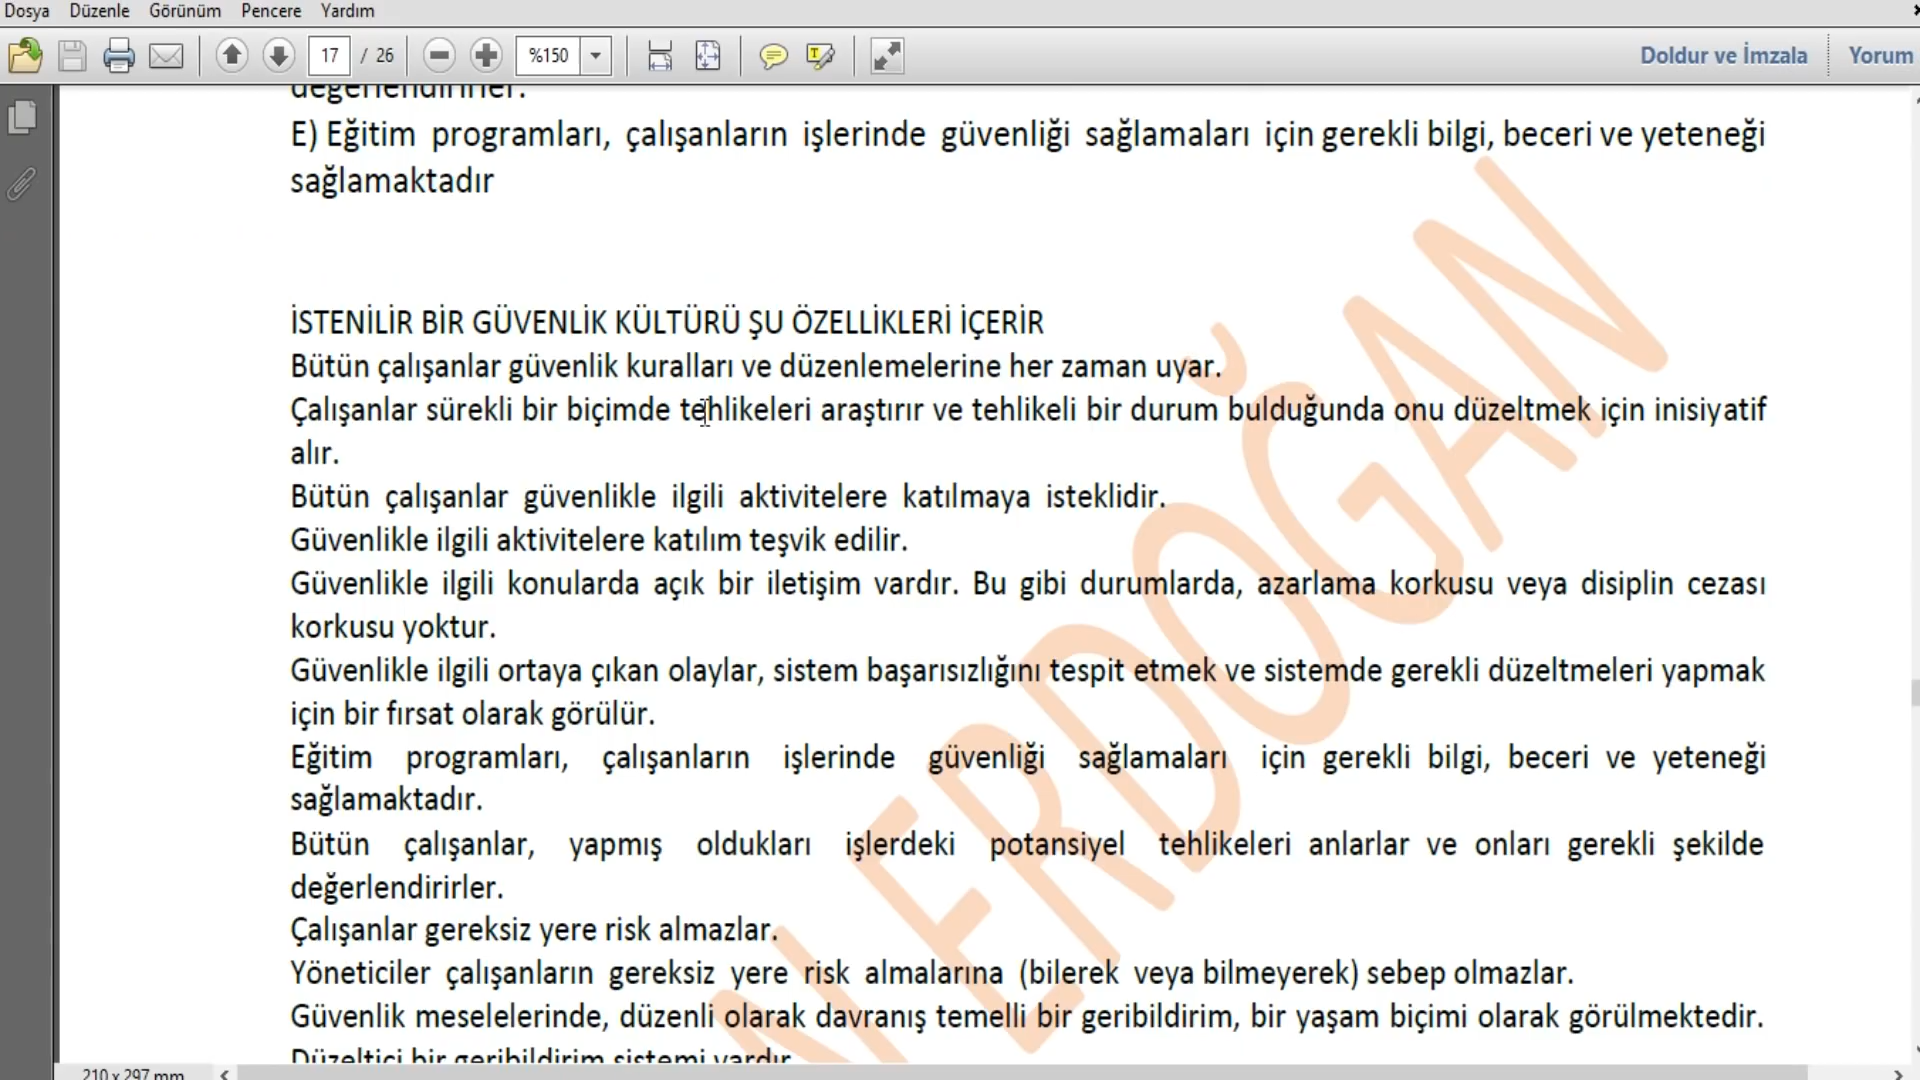 Dosya Düzenle Görünüm Pencere Yardım
17 / 26 %150 Doldur ve İmzala Yorum
değerlendirirler.
E) Eğitim programları, çalışanların işlerinde güvenliği sağlamaları için gerekli bilgi, beceri ve yeteneği
sağlamaktadır
İSTENİLİR BİR GÜVENLİK KÜLTÜRÜ ŞU ÖZELLİKLERİ İÇERİR
Bütün çalışanlar güvenlik kuralları ve düzenlemelerine her zaman uyar.
Çalışanlar sürekli bir biçimde tehlikeleri araştırır ve tehlikeli bir durum bulduğunda onu düzeltmek için inisiyatif
alır.
Bütün çalışanlar güvenlikle ilgili aktivitelere katılmaya isteklidir.
Güvenlikle ilgili aktivitelere katılım teşvik edilir.
Güvenlikle ilgili konularda açık bir iletişim vardır. Bu gibi durumlarda, azarlama korkusu veya disiplin cezası
korkusu yoktur.
Güvenlikle ilgili ortaya çıkan olaylar, sistem başarısızlığını tespit etmek ve sistemde gerekli düzeltmeleri yapmak
için bir fırsat olarak görülür.
Eğitim programları, çalışanların işlerinde güvenliği sağlamaları için gerekli bilgi, beceri ve yeteneği
sağlamaktadır.
Bütün çalışanlar, yapmış oldukları işlerdeki potansiyel tehlikeleri anlarlar ve onları gerekli şekilde
değerlendirirler.
Çalışanlar gereksiz yere risk almazlar.
Yöneticiler çalışanların gereksiz yere risk almalarına (bilerek veya bilmeyerek) sebep olmazlar.
Güvenlik meselelerinde, düzenli olarak davranış temelli bir geribildirim, bir yaşam biçimi olarak görülmektedir.
Düzeltici bir geribildirim sistemi vardır.
N ERDOĞAN
210 x 297 mm